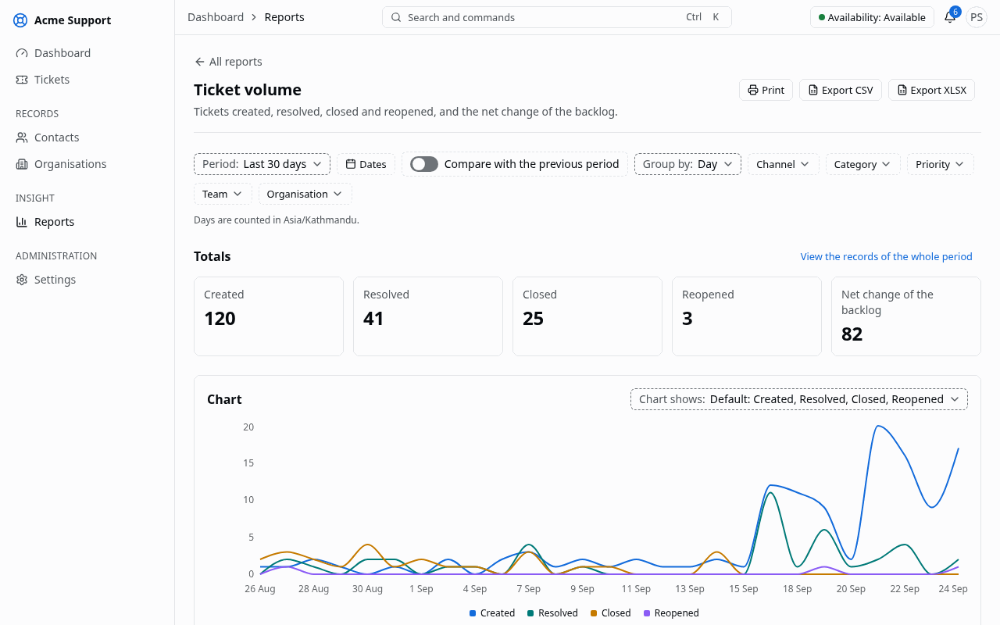 Acme Support
Dashboard
Tickets
RECORDS
Contacts
Organisations
INSIGHT
Reports
ADMINISTRATION
Settings
Dashboard > Reports
Search and commands Ctrl K
Availability: Available
6
PS
All reports
Ticket volume
Print
Export CSV
Export XLSX
Tickets created, resolved, closed and reopened, and the net change of the backlog.
Period: Last 30 days
Dates
Compare with the previous period
Group by: Day
Channel
Category
Priority
Team
Organisation
Days are counted in Asia/Kathmandu.
Totals
View the records of the whole period
Created
120
Resolved
41
Closed
25
Reopened
3
Net change of the
backlog
82
Chart
Chart shows: Default: Created, Resolved, Closed, Reopened
20
15
10
5
0
26 Aug 28 Aug 30 Aug 1 Sep 4 Sep 7 Sep 9 Sep 11 Sep 13 Sep 15 Sep 18 Sep 20 Sep 22 Sep 24 Sep
Created Resolved Closed Reopened